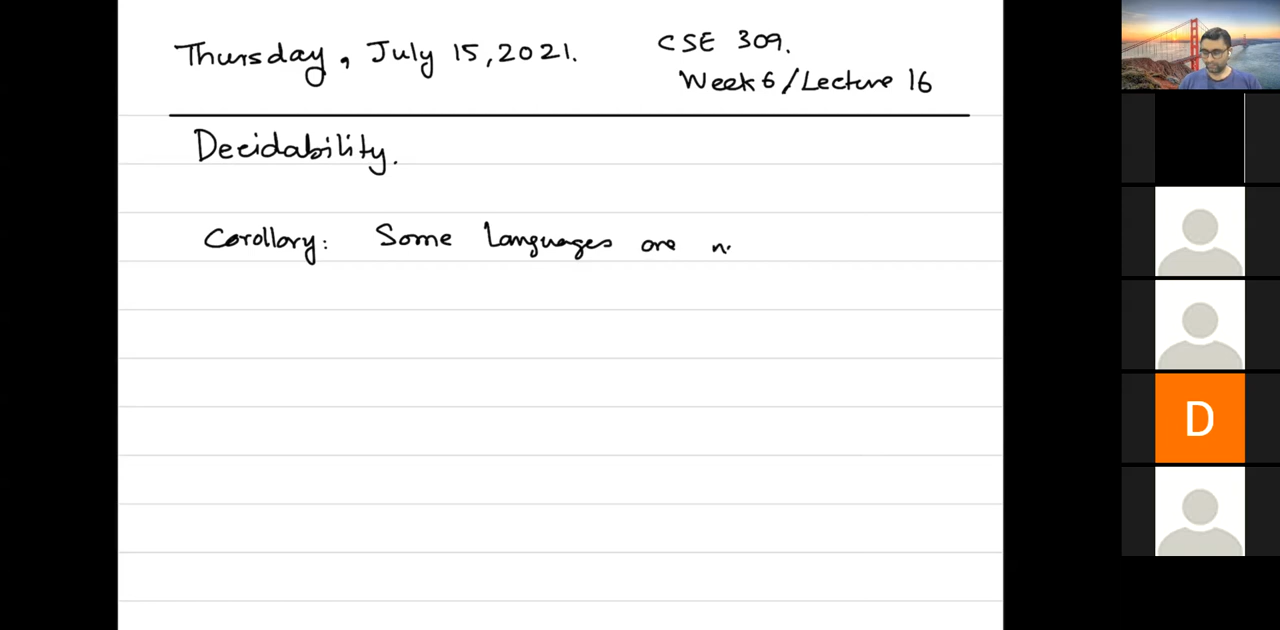 Thursday, July 15, 2021.
CSE 309.
Week 6 / Lecture 16
Decidability.
Corollary: Some languages are
D